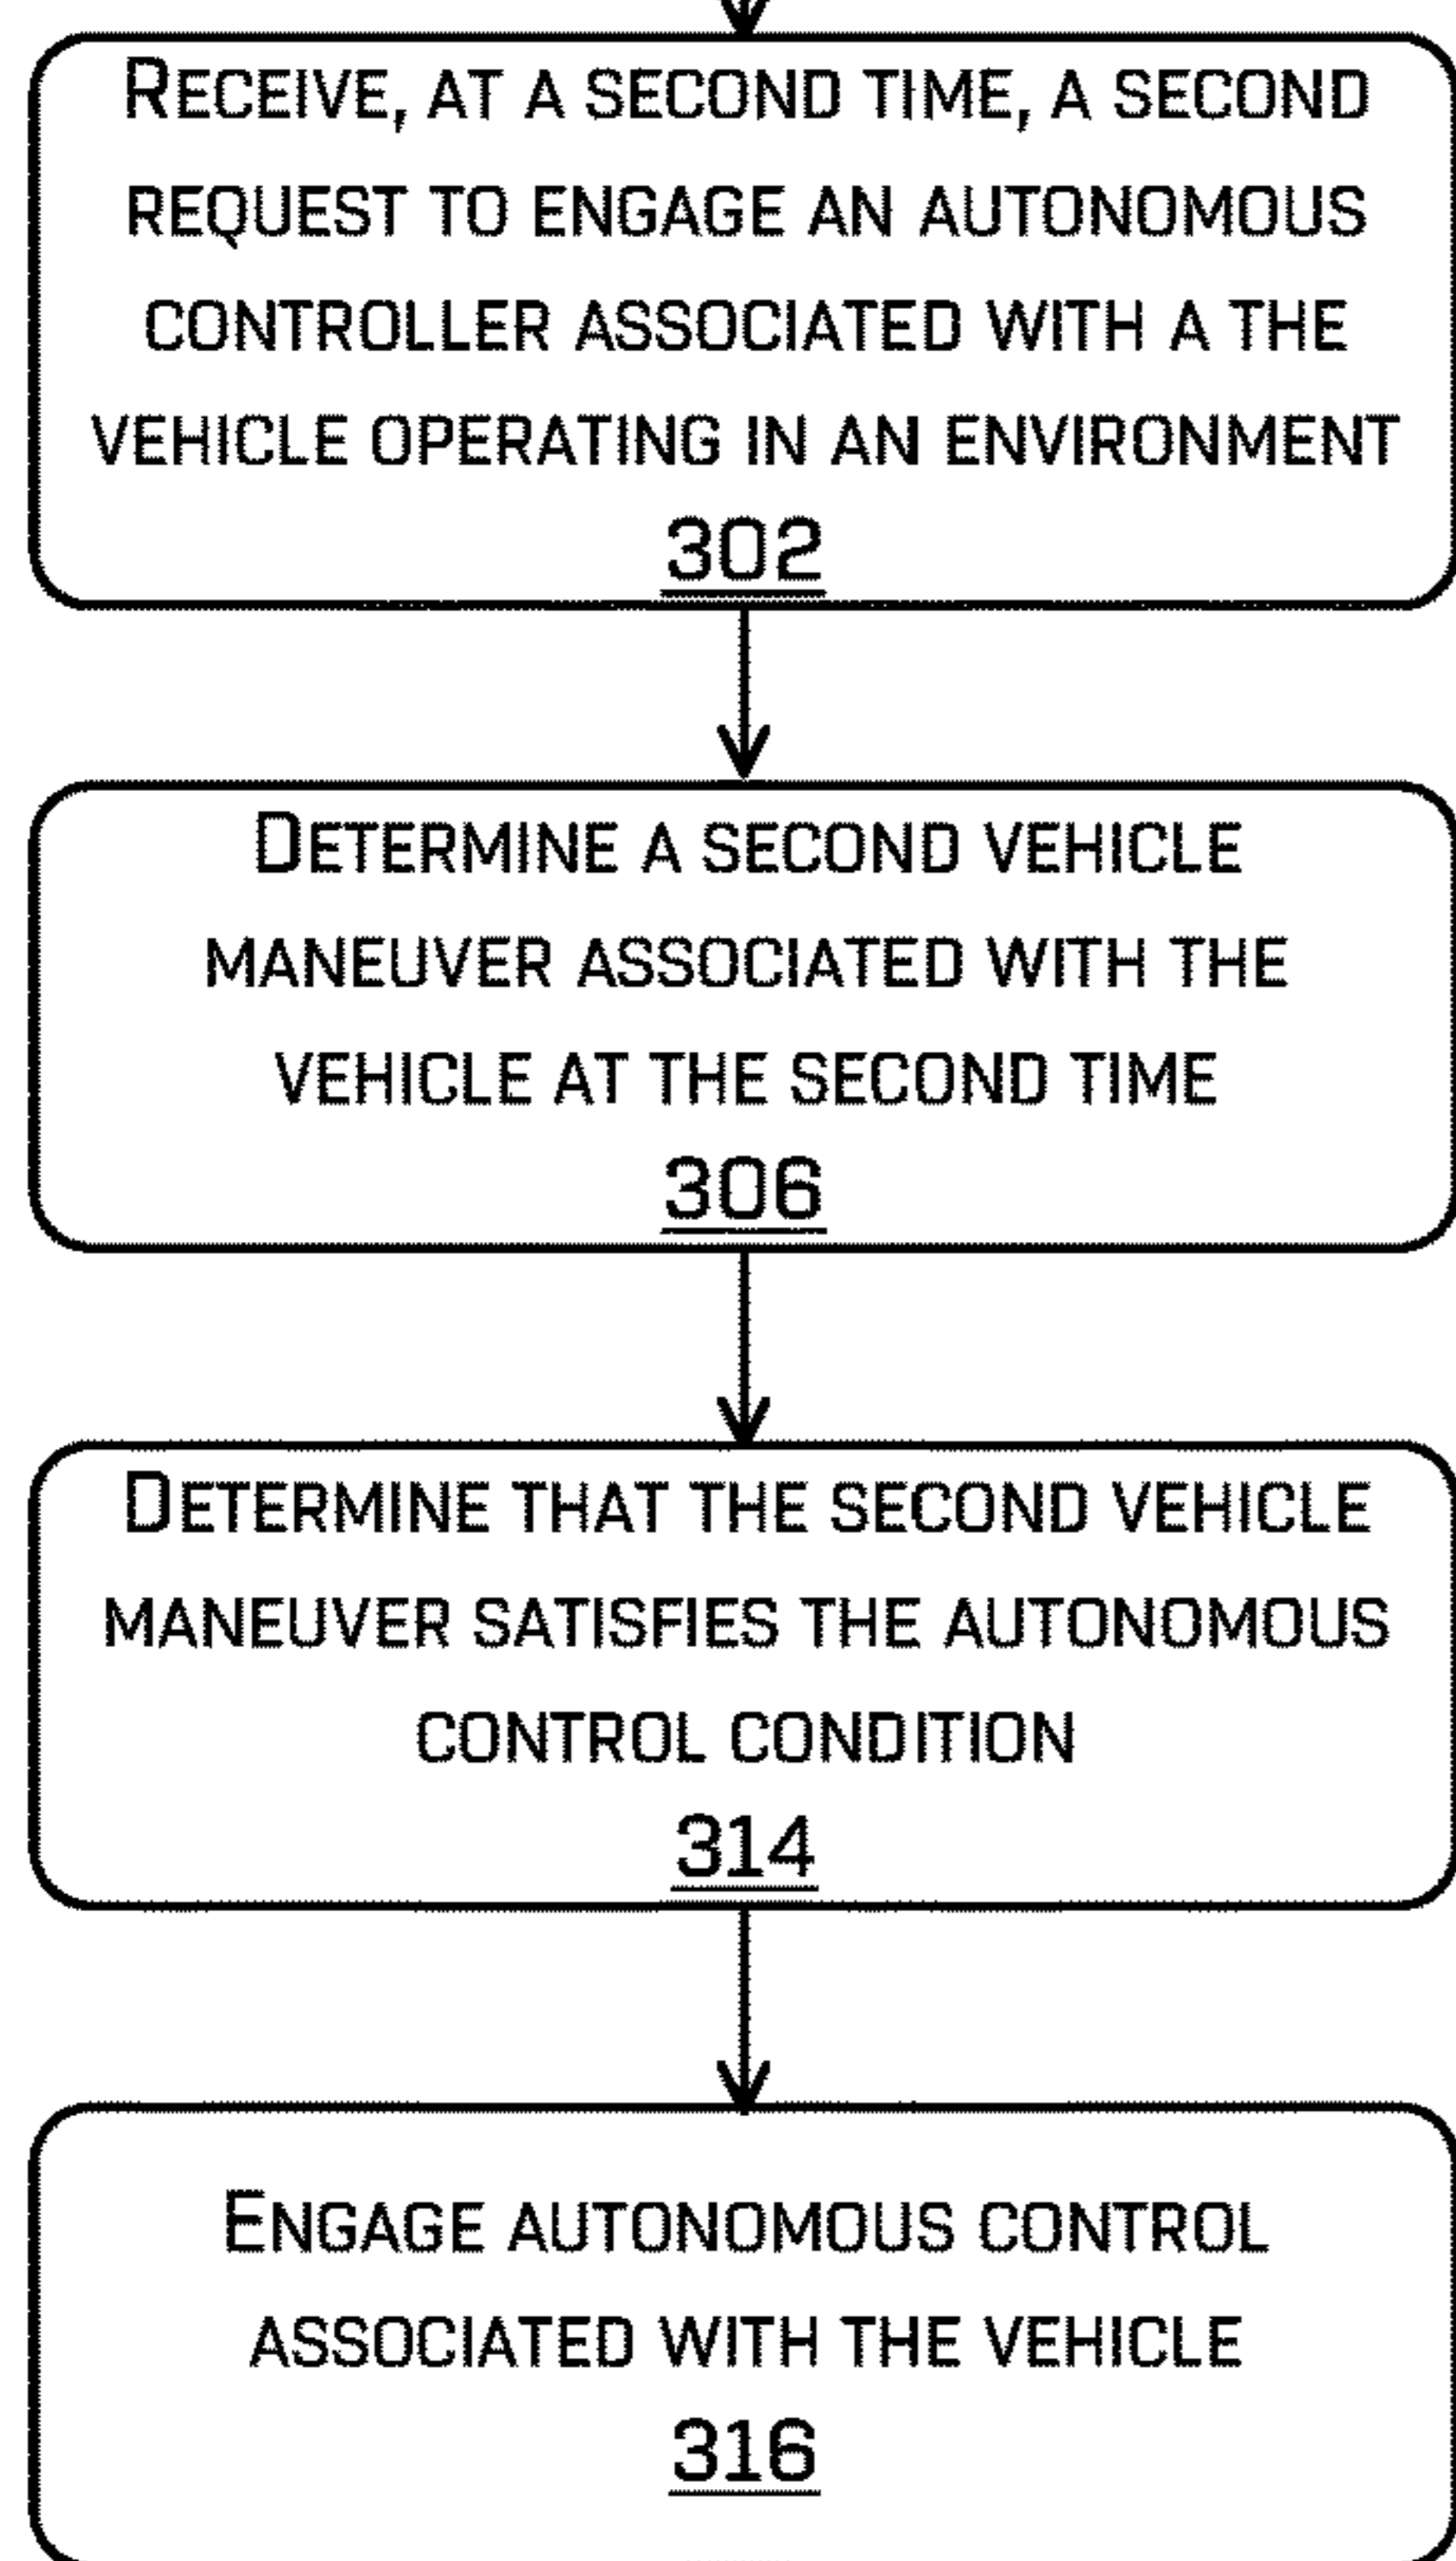 RECEIVE, AT A SECOND TIME, A SECOND
REQUEST TO ENGAGE AN AUTONOMOUS
CONTROLLER ASSOCIATED WITH A THE
VEHICLE OPERATING IN AN ENVIRONMENT
302
DETERMINE A SECOND VEHICLE
MANEUVER ASSOCIATED WITH THE
VEHICLE AT THE SECOND TIME
306
DETERMINE THAT THE SECOND VEHICLE
MANEUVER SATISFIES THE AUTONOMOUS
CONTROL CONDITION
314
ENGAGE AUTONOMOUS CONTROL
ASSOCIATED WITH THE VEHICLE
316